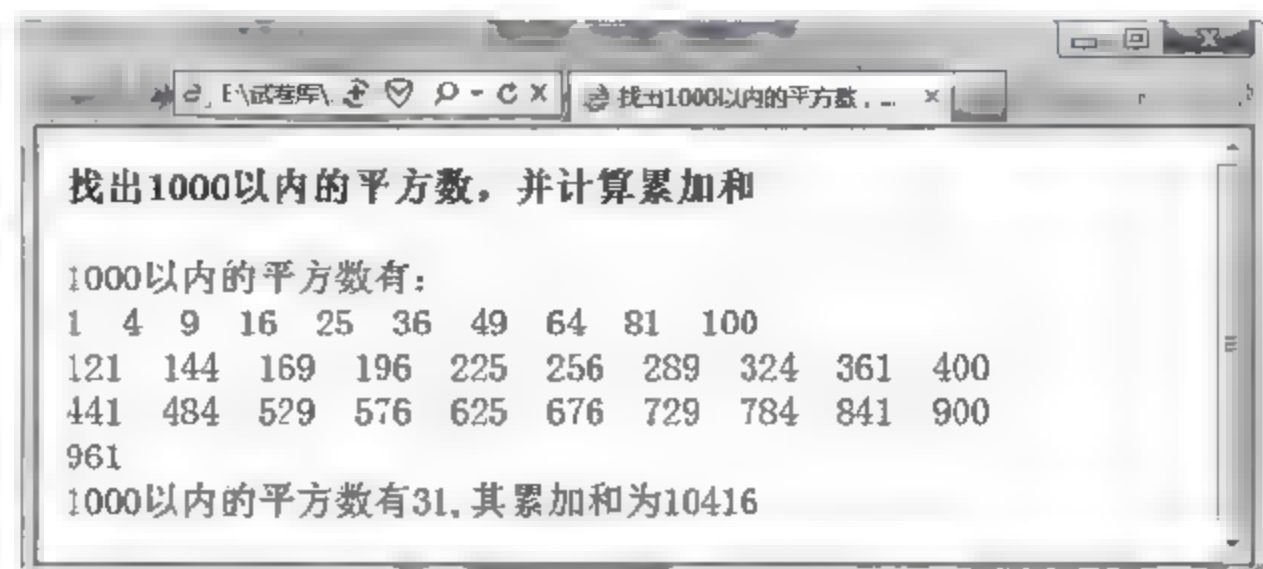 E:\试卷库\
找出1000以内的平方数，...
找出1000以内的平方数，并计算累加和
1000以内的平方数有：
1 4 9 16 25 36 49 64 81 100
121 144 169 196 225 256 289 324 361 400
441 484 529 576 625 676 729 784 841 900
961
1000以内的平方数有31,其累加和为10416